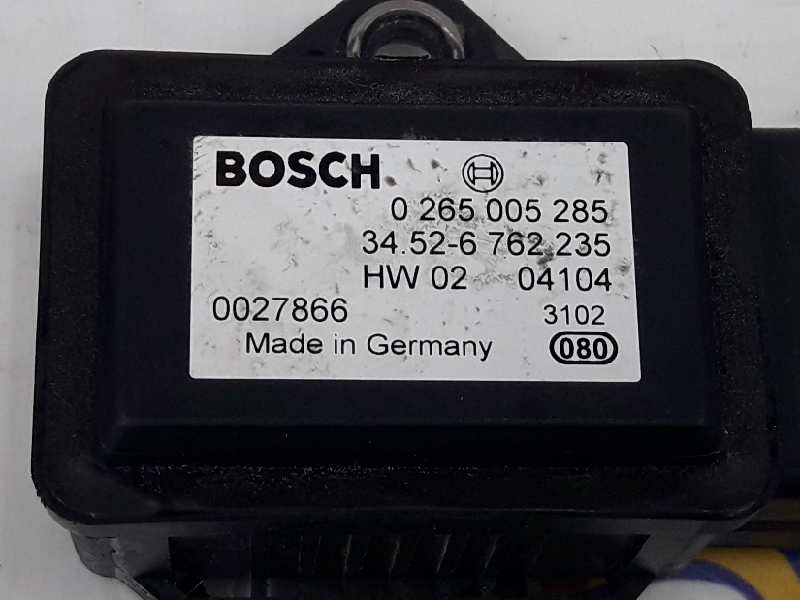 BOSCH
0 265 005 285
34.52-6 762 235
HW 02 04104
0027866 3102
Made in Germany 080